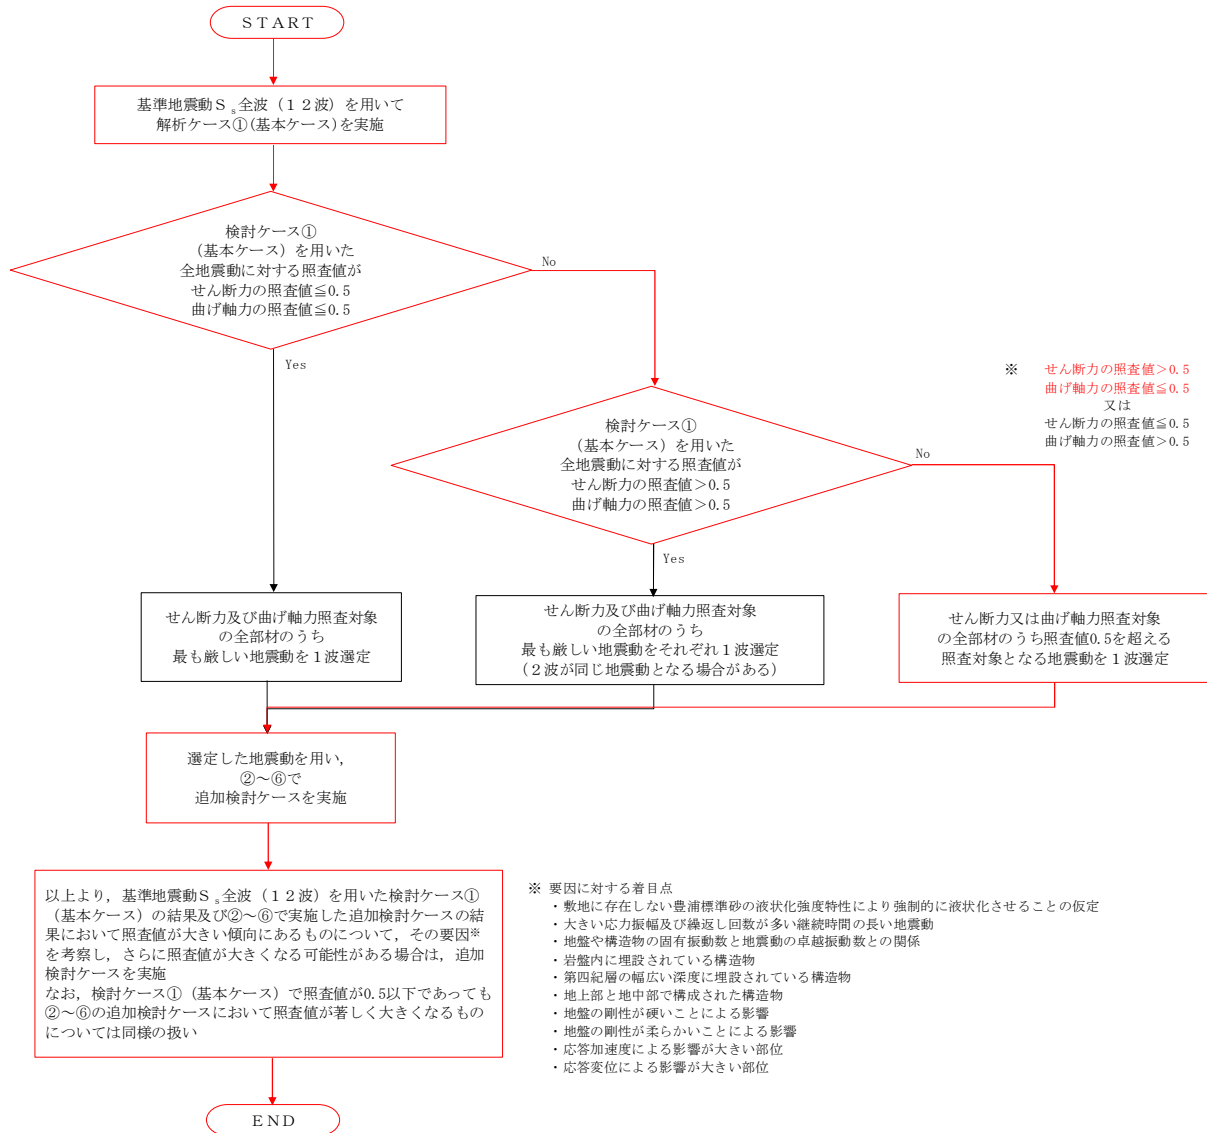 START
基準地震動Ｓs全波（１２波）を用いて
解析ケース①(基本ケース)を実施
検討ケース①
（基本ケース）を用いた
全地震動に対する照査値が
せん断力の照査値≦0.5
曲げ軸力の照査値≦0.5
No
Yes
※ せん断力の照査値＞0.5
曲げ軸力の照査値≦0.5
又は
せん断力の照査値≦0.5
曲げ軸力の照査値＞0.5
検討ケース①
（基本ケース）を用いた
全地震動に対する照査値が
せん断力の照査値＞0.5
曲げ軸力の照査値＞0.5
No
Yes
せん断力及び曲げ軸力照査対象
の全部材のうち
最も厳しい地震動を１波選定
せん断力及び曲げ軸力照査対象
の全部材のうち
最も厳しい地震動をそれぞれ１波選定
（２波が同じ地震動となる場合がある）
せん断力又は曲げ軸力照査対象
の全部材のうち照査値0.5を超える
照査対象となる地震動を１波選定
選定した地震動を用い，
②～⑥で
追加検討ケースを実施
以上より，基準地震動Ｓs全波（１２波）を用いた検討ケース①
（基本ケース）の結果及び②～⑥で実施した追加検討ケースの結
果において照査値が大きい傾向にあるものについて，その要因※
を考察し，さらに照査値が大きくなる可能性がある場合は，追加
検討ケースを実施
なお，検討ケース①（基本ケース）で照査値が0.5以下であっても
②～⑥の追加検討ケースにおいて照査値が著しく大きくなるもの
については同様の扱い
※ 要因に対する着目点
・敷地に存在しない豊浦標準砂の液状化強度特性により強制的に液状化させることの仮定
・大きい応力振幅及び繰返し回数が多い継続時間の長い地震動
・地盤や構造物の固有振動数と地震動の卓越振動数との関係
・岩盤内に埋設されている構造物
・第四紀層の幅広い深度に埋設されている構造物
・地上部と地中部で構成された構造物
・地盤の剛性が硬いことによる影響
・地盤の剛性が柔らかいことによる影響
・応答加速度による影響が大きい部位
・応答変位による影響が大きい部位
END